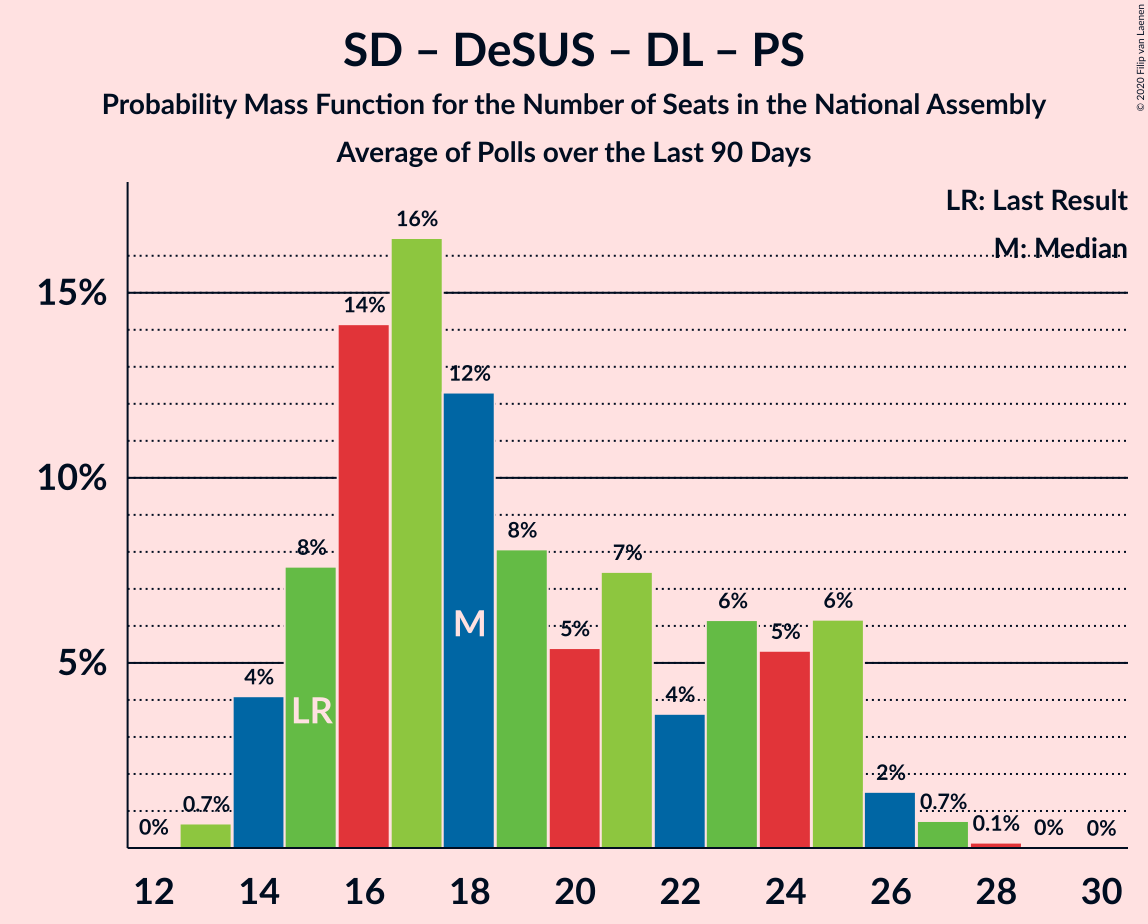 SD – DeSUS – DL – PS
Probability Mass Function for the Number of Seats in the National Assembly
Average of Polls over the Last 90 Days
© 2020 Filip van Laenen
LR: Last Result
M: Median
15%
10%
5%
0%
0.7%
4%
8%
14%
16%
12%
8%
5%
7%
4%
6%
5%
6%
2%
0.7%
0.1%
0%
0%
LR
M
12 14 16 18 20 22 24 26 28 30